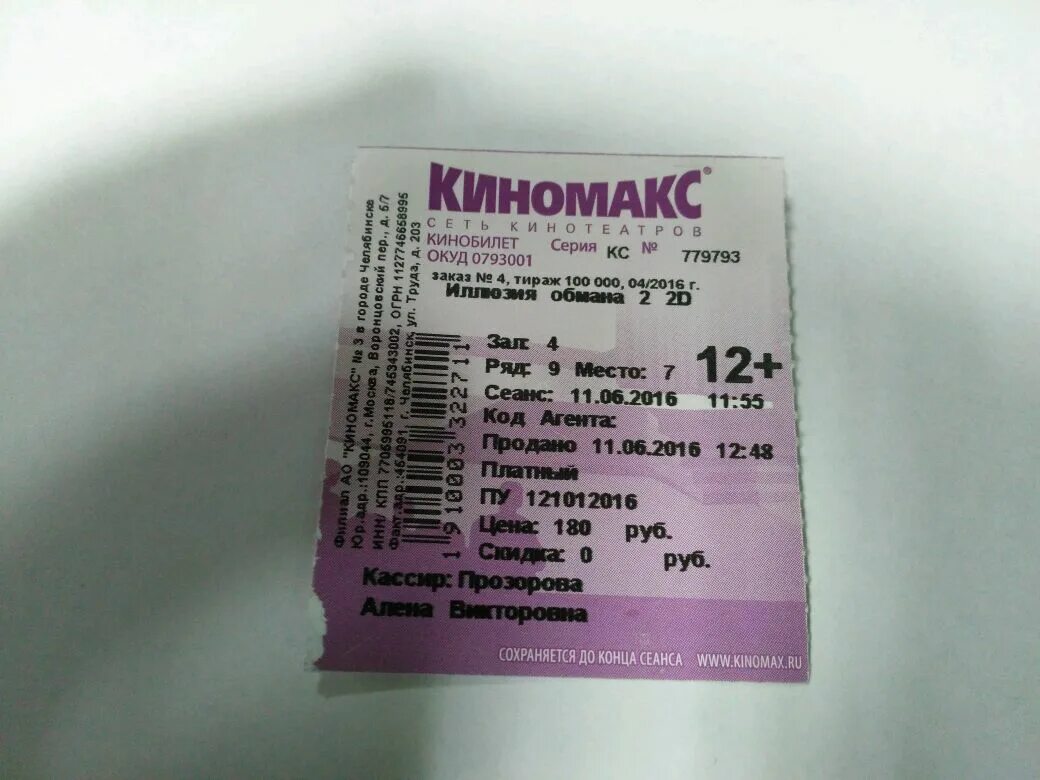 КИНОМАКС®
СЕТЬ КИНОТЕАТРОВ
КИНОБИЛЕТ Серия КС № 779793
ОКУД 0793001
заказ № 4, тираж 100 000, 04/2016 г.
Иллюзия обмана 2 2D
Зал: 4
Ряд: 9 Место: 7 12+
Сеанс: 11.06.2016 11:55
Код Агента:
Продано 11.06.2016 12:48
Платный
ПУ 121012016
Цена: 180 руб.
Скидка: 0 руб.
Кассир: Прозорова
Алена Викторовна
СОХРАНЯЕТСЯ ДО КОНЦА СЕАНСА WWW.KINOMAX.RU
Филиал АО "КИНОМАКС" № 3 в городе Челябинске
Юр.адр.:109044, г.Москва, Воронцовский пер., д. 5/7
ИНН/ КПП 7706995118/745343002, ОГРН 1127746658995
Факт.адр.:454091, г. Челябинск, ул. Труда, д. 203
1910003322711